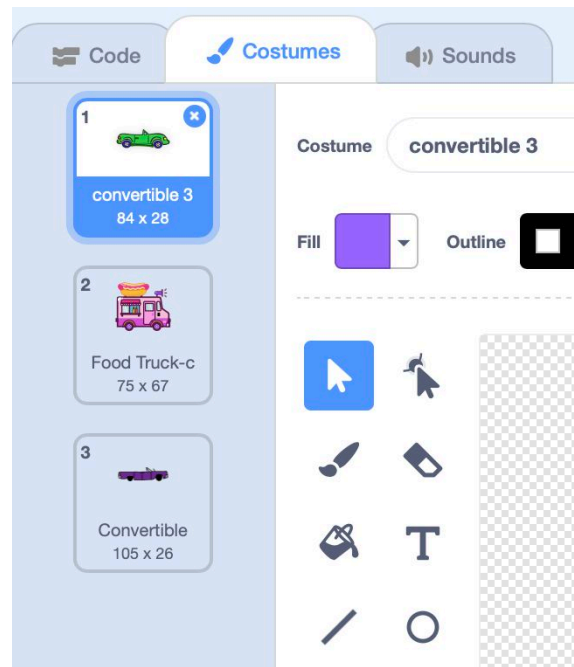 Code
Costumes
Sounds
1
convertible 3
84 x 28
2
Food Truck-c
75 x 67
3
Convertible
105 x 26
Costume
convertible 3
Fill
Outline
T